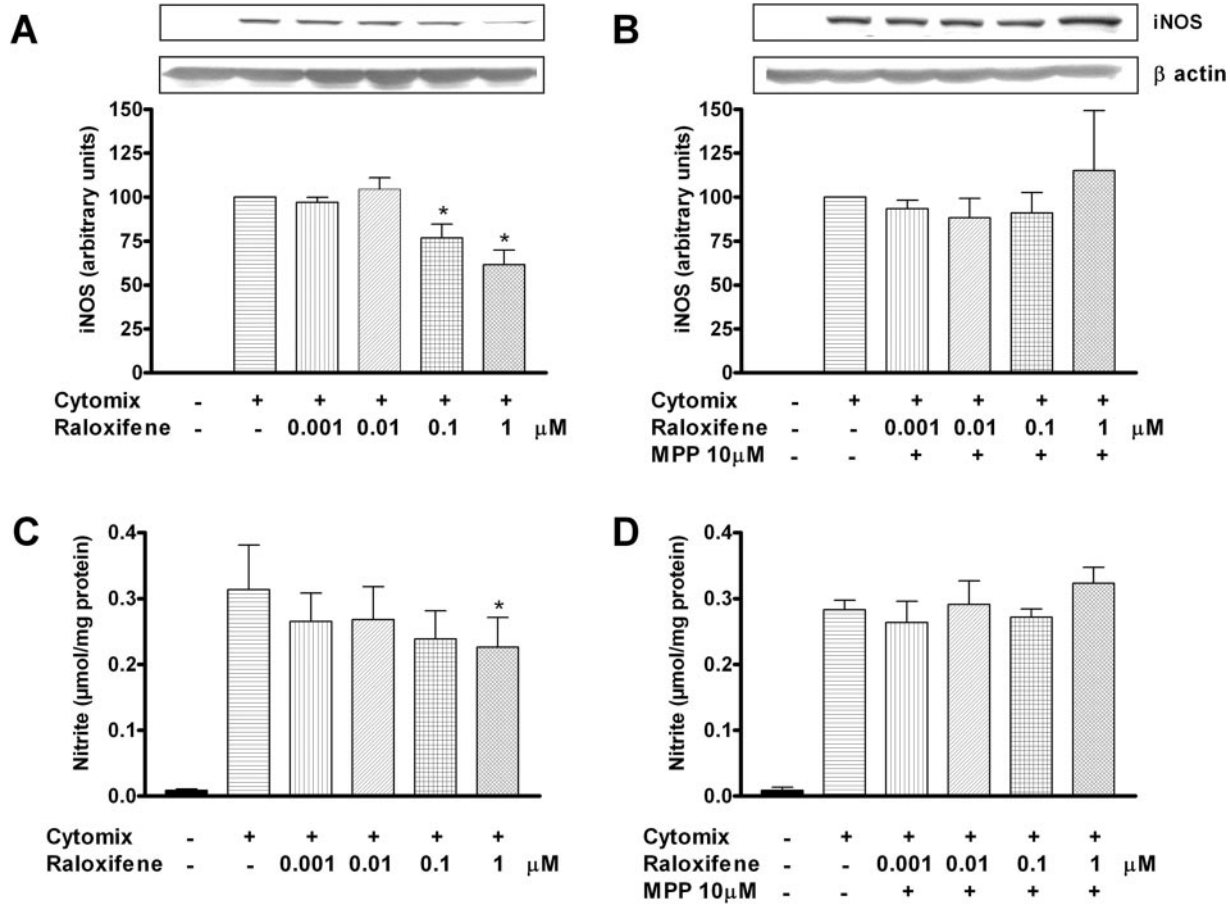 A
150
125
100
75
50
25
0
iNOS (arbitrary units)
* *
Cytomix - + + + + +
Raloxifene - - 0.001 0.01 0.1 1 μM
B
iNOS
β actin
150
125
100
75
50
25
0
iNOS (arbitrary units)
Cytomix - + + + + +
Raloxifene - - 0.001 0.01 0.1 1 μM
MPP 10μM - - + + + +
C
0.4
0.3
0.2
0.1
0.0
Nitrite (μmol/mg protein)
*
Cytomix - + + + + +
Raloxifene - - 0.001 0.01 0.1 1 μM
D
0.4
0.3
0.2
0.1
0.0
Nitrite (μmol/mg protein)
Cytomix - + + + + +
Raloxifene - - 0.001 0.01 0.1 1 μM
MPP 10μM - - + + + +